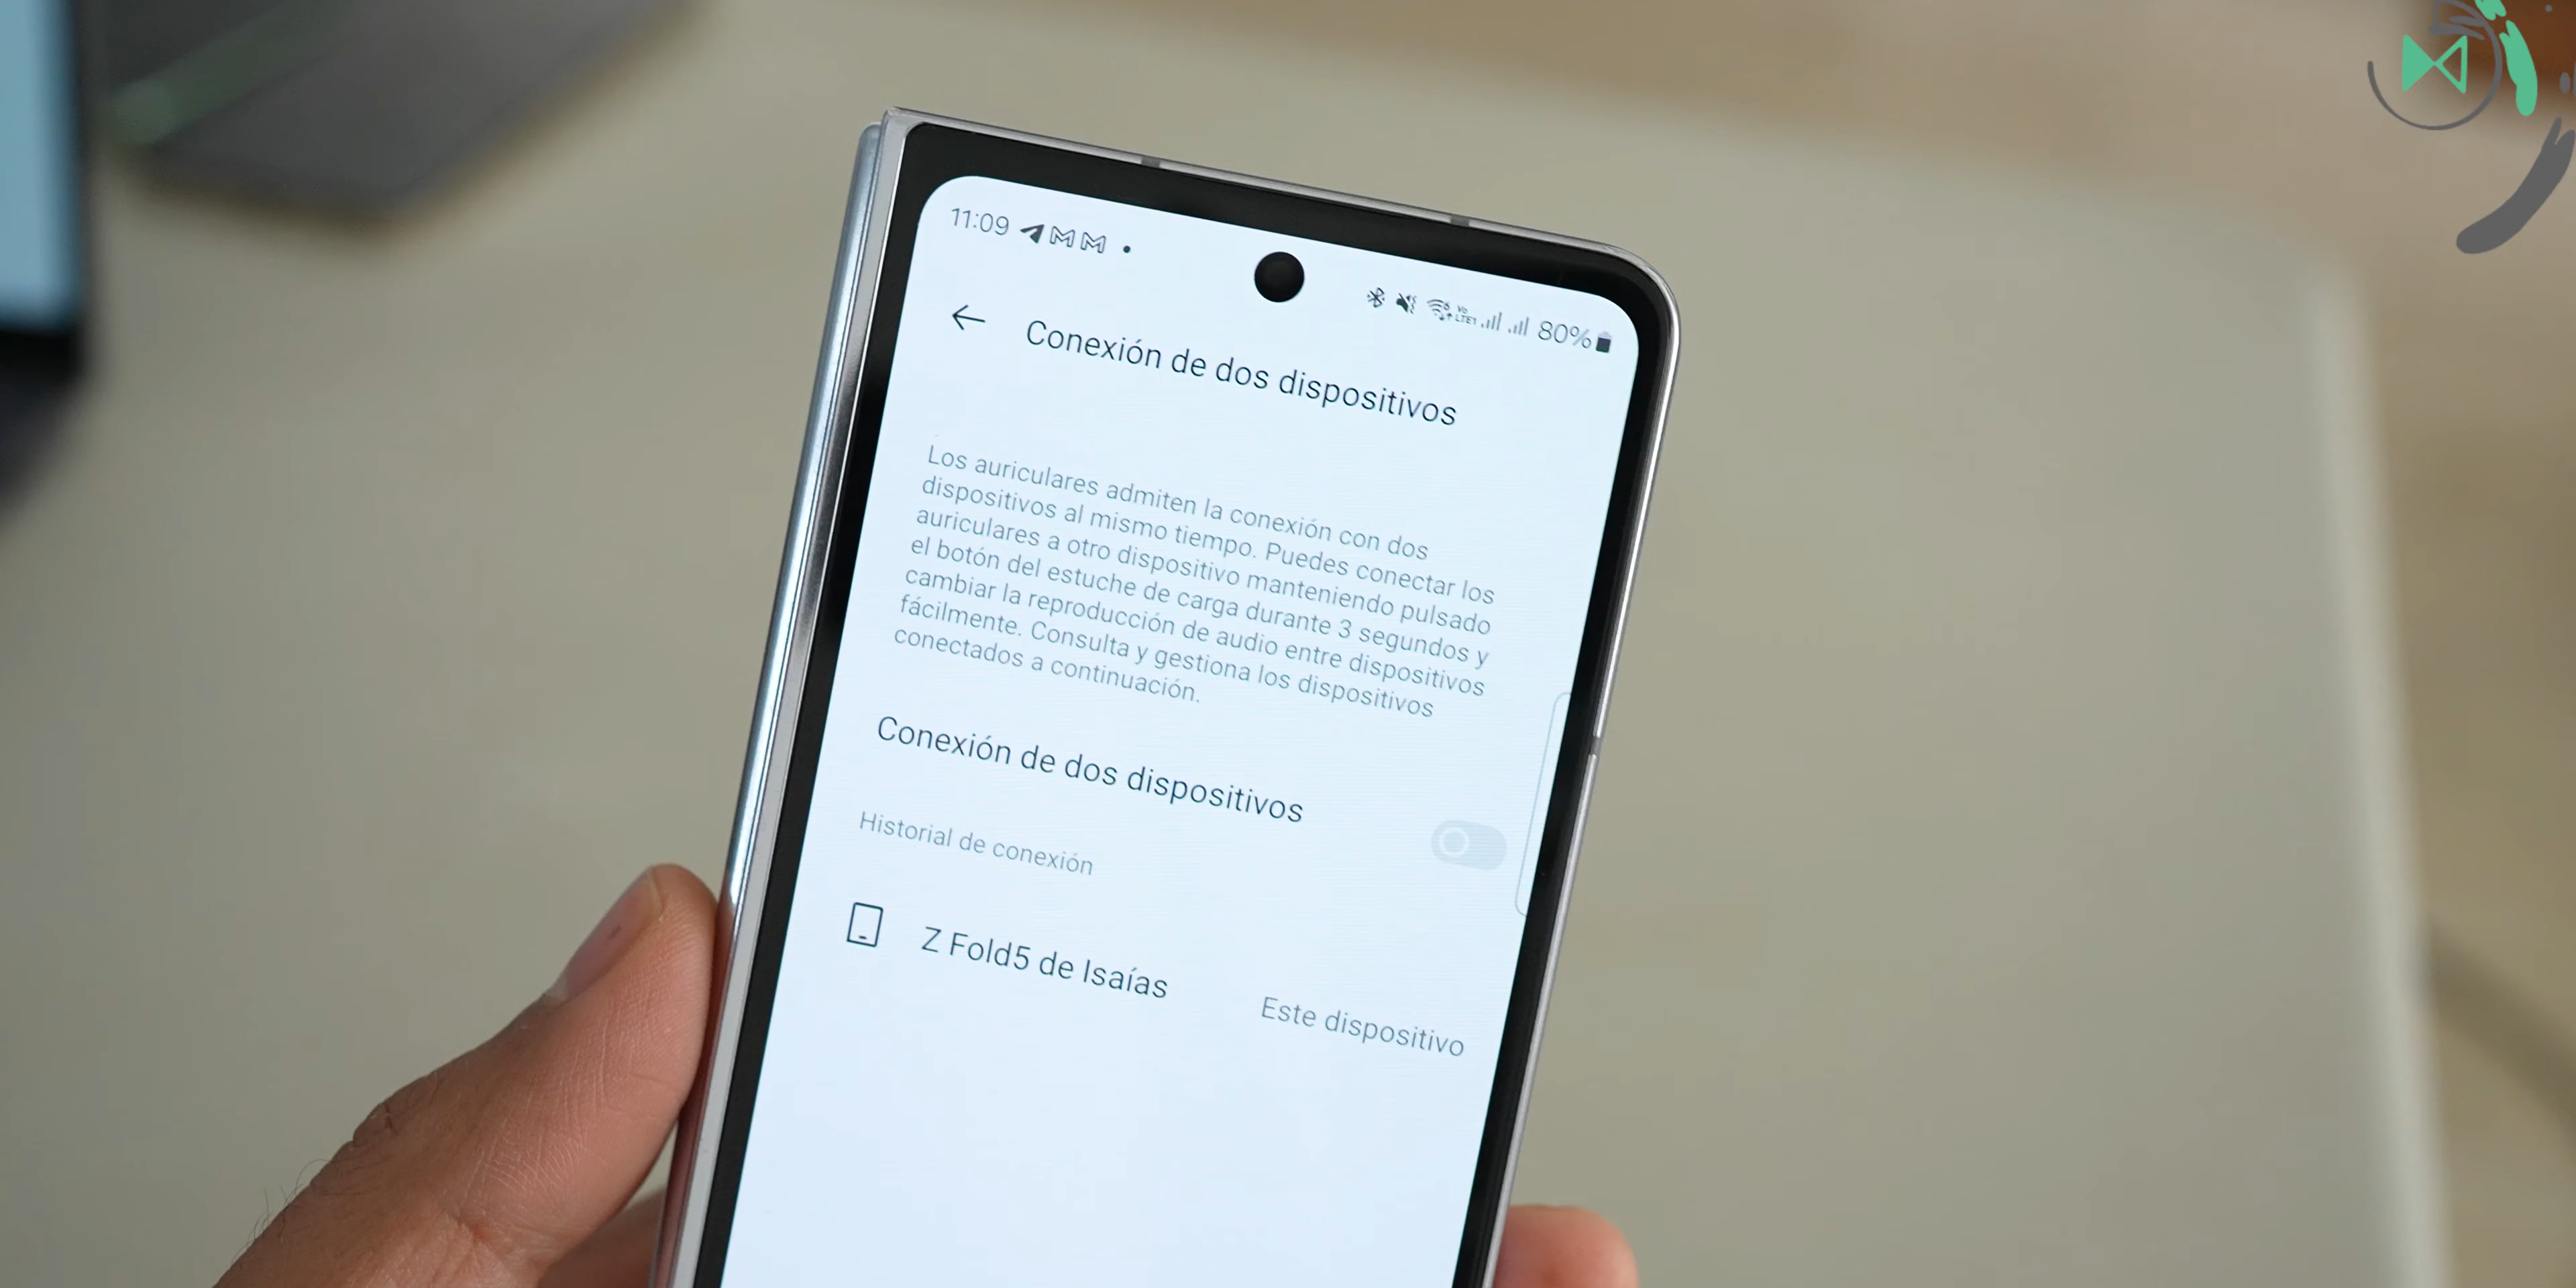 11:09
80%
Conexión de dos dispositivos
Los auriculares admiten la conexión con dos
dispositivos al mismo tiempo. Puedes conectar los
auriculares a otro dispositivo manteniendo pulsado
el botón del estuche de carga durante 3 segundos y
cambiar la reproducción de audio entre dispositivos
fácilmente. Consulta y gestiona los dispositivos
conectados a continuación.
Conexión de dos dispositivos
Historial de conexión
Z Fold5 de Isaías
Este dispositivo